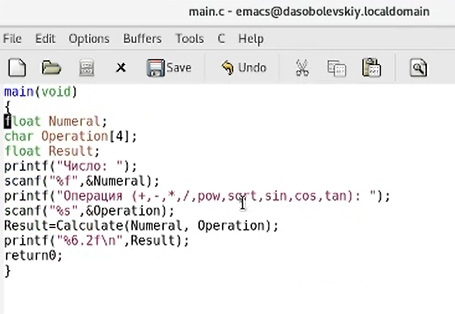 main.c - emacs@dasobolevskiy.localdomain
File Edit Options Buffers Tools C Help
Save Undo
main(void)
{
float Numeral;
char Operation[4];
float Result;
printf("Число: ");
scanf("%f",&Numeral);
printf("Операция (+,-,*,/,pow,sqrt,sin,cos,tan): ");
scanf("%s",&Operation);
Result=Calculate(Numeral, Operation);
printf("%6.2f\n",Result);
return0;
}